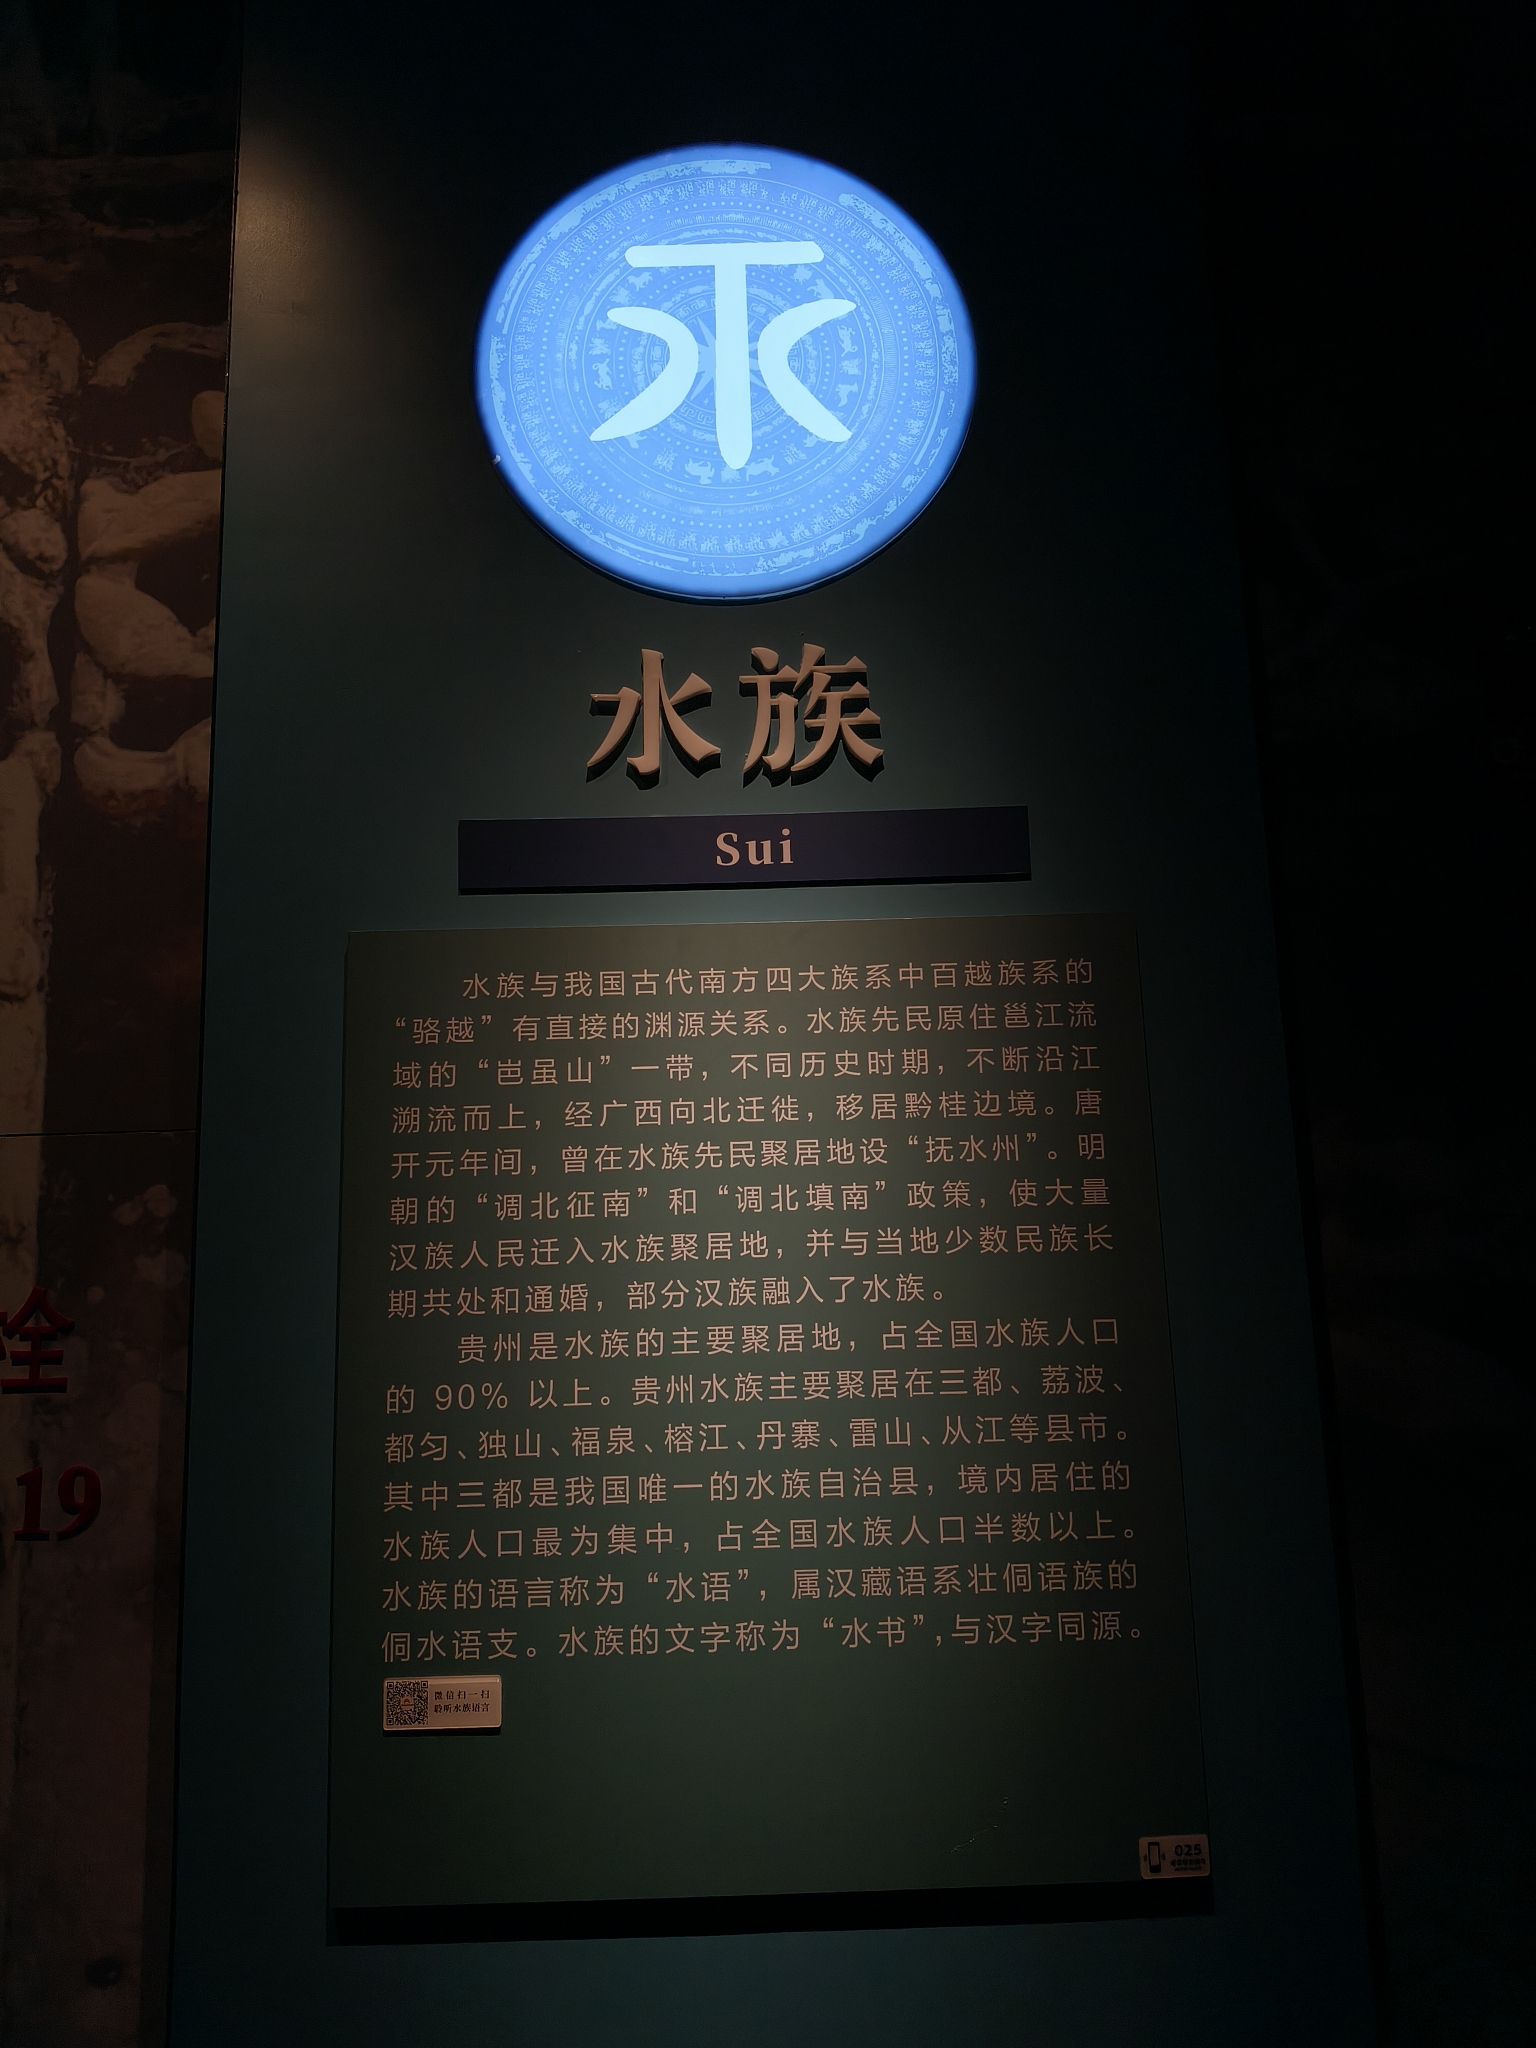 水族
Sui
水族与我国古代南方四大族系中百越族系的
“骆越”有直接的渊源关系。水族先民原住邕江流
域的“岜虽山”一带，不同历史时期，不断沿江
溯流而上，经广西向北迁徙，移居黔桂边境。唐
开元年间，曾在水族先民聚居地设“抚水州”。明
朝的“调北征南”和“调北填南”政策，使大量
汉族人民迁入水族聚居地，并与当地少数民族长
期共处和通婚，部分汉族融入了水族。
贵州是水族的主要聚居地，占全国水族人口
的 90% 以上。贵州水族主要聚居在三都、荔波、
都匀、独山、福泉、榕江、丹寨、雷山、从江等县市。
其中三都是我国唯一的水族自治县，境内居住的
水族人口最为集中，占全国水族人口半数以上。
水族的语言称为“水语”，属汉藏语系壮侗语族的
侗水语支。水族的文字称为“水书”,与汉字同源。
微信扫一扫
聆听水族语言
025
19